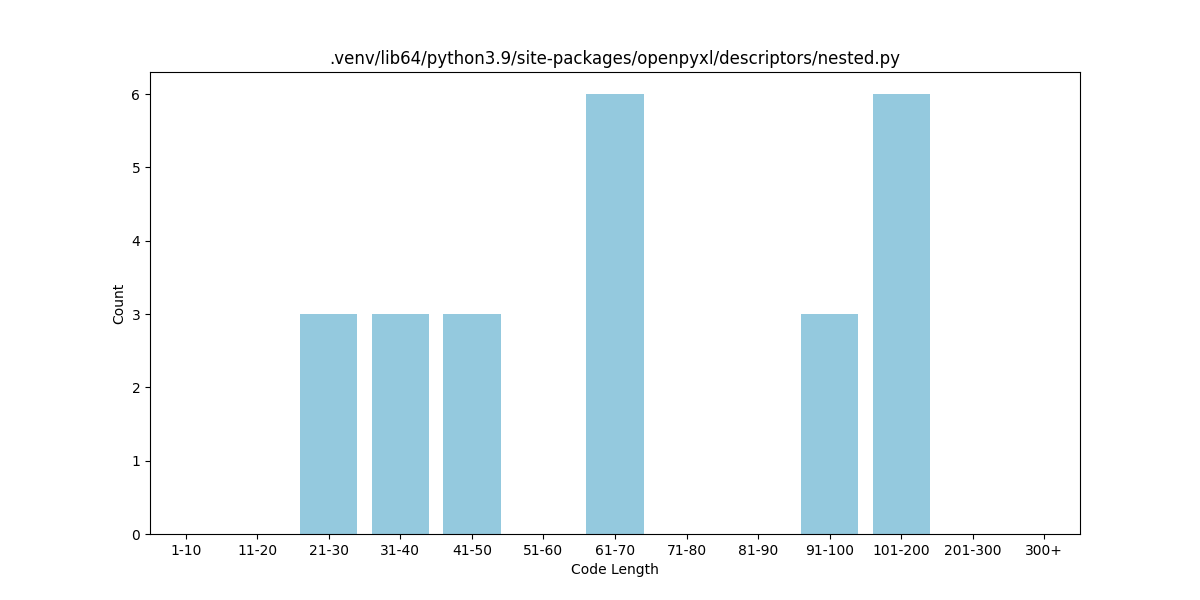 .venv/lib64/python3.9/site-packages/openpyxl/descriptors/nested.py
6
5
4
3
2
1
0
Count
1-10 11-20 21-30 31-40 41-50 51-60 61-70 71-80 81-90 91-100 101-200 201-300 300+
Code Length